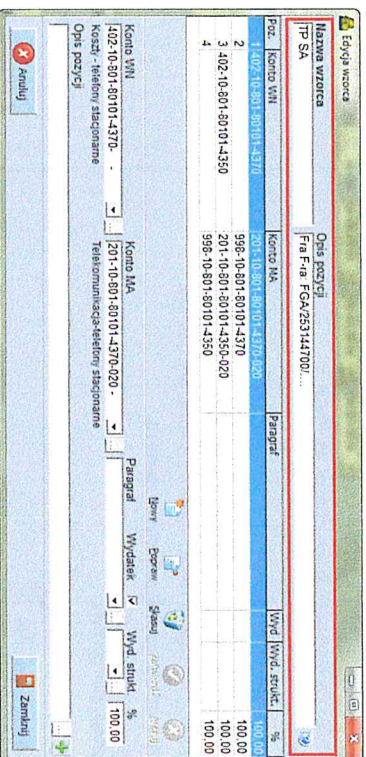 Edycja wzorca
Nazwa wzorca Opis pozycji
TP SA Fra F-ra: FGA/253144700/....
Poz. Konto WN Konto MA Paragraf Wyd Wyd. strukt. %
1 402-10-801-80101-4370 201-10-801-80101-4370-020 100.00
2 998-10-801-80101-4370 100.00
3 402-10-801-80101-4350 201-10-801-80101-4350-020 100.00
4 998-10-801-80101-4350 100.00
Nowy Popraw Skasuj
Konto WN Konto MA Paragraf Wydatek Wyd. strukt. %
402-10-801-80101-4370- - 201-10-801-80101-4370-020 - 100.00
Koszty - telefony stacjonarne Telekomunikacja-telefony stacjonarne
Opis pozycji
Anuluj Zamknij